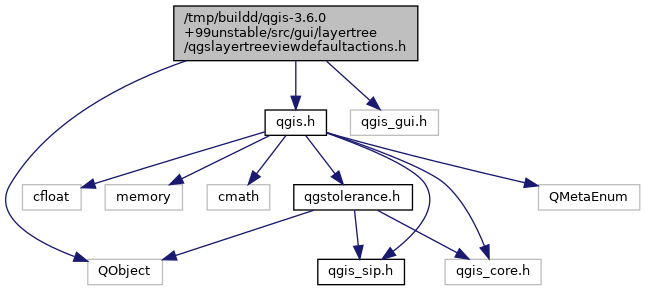 /tmp/buildd/qgis-3.6.0
+99unstable/src/gui/layertree
/qgslayertreeviewdefaultactions.h
qgis.h
qgis_gui.h
cfloat
memory
cmath
qgstolerance.h
QMetaEnum
QObject
qgis_sip.h
qgis_core.h